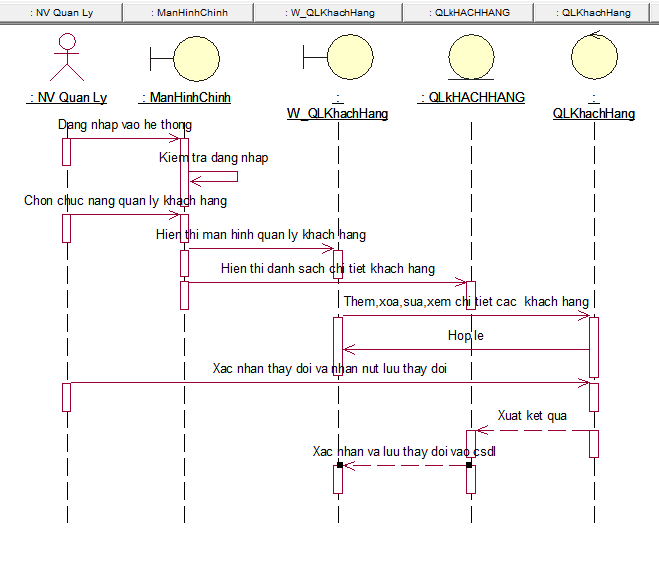 : NV Quan Ly : ManHinhChinh : W_QLKhachHang : QLkHACHHANG : QLKhachHang
: NV Quan Ly
: ManHinhChinh
:
W_QLKhachHang
: QLkHACHHANG
:
QLKhachHang
Dang nhap vao he thong
Kiem tra dang nhap
Chon chuc nang quan ly khach hang
Hien thi man hinh quan ly khach hang
Hien thi danh sach chi tiet khach hang
Them,xoa,sua,xem chi tiet cac khach hang
Hop le
Xac nhan thay doi va nhan nut luu thay doi
Xuat ket qua
Xac nhan va luu thay doi vao csdl